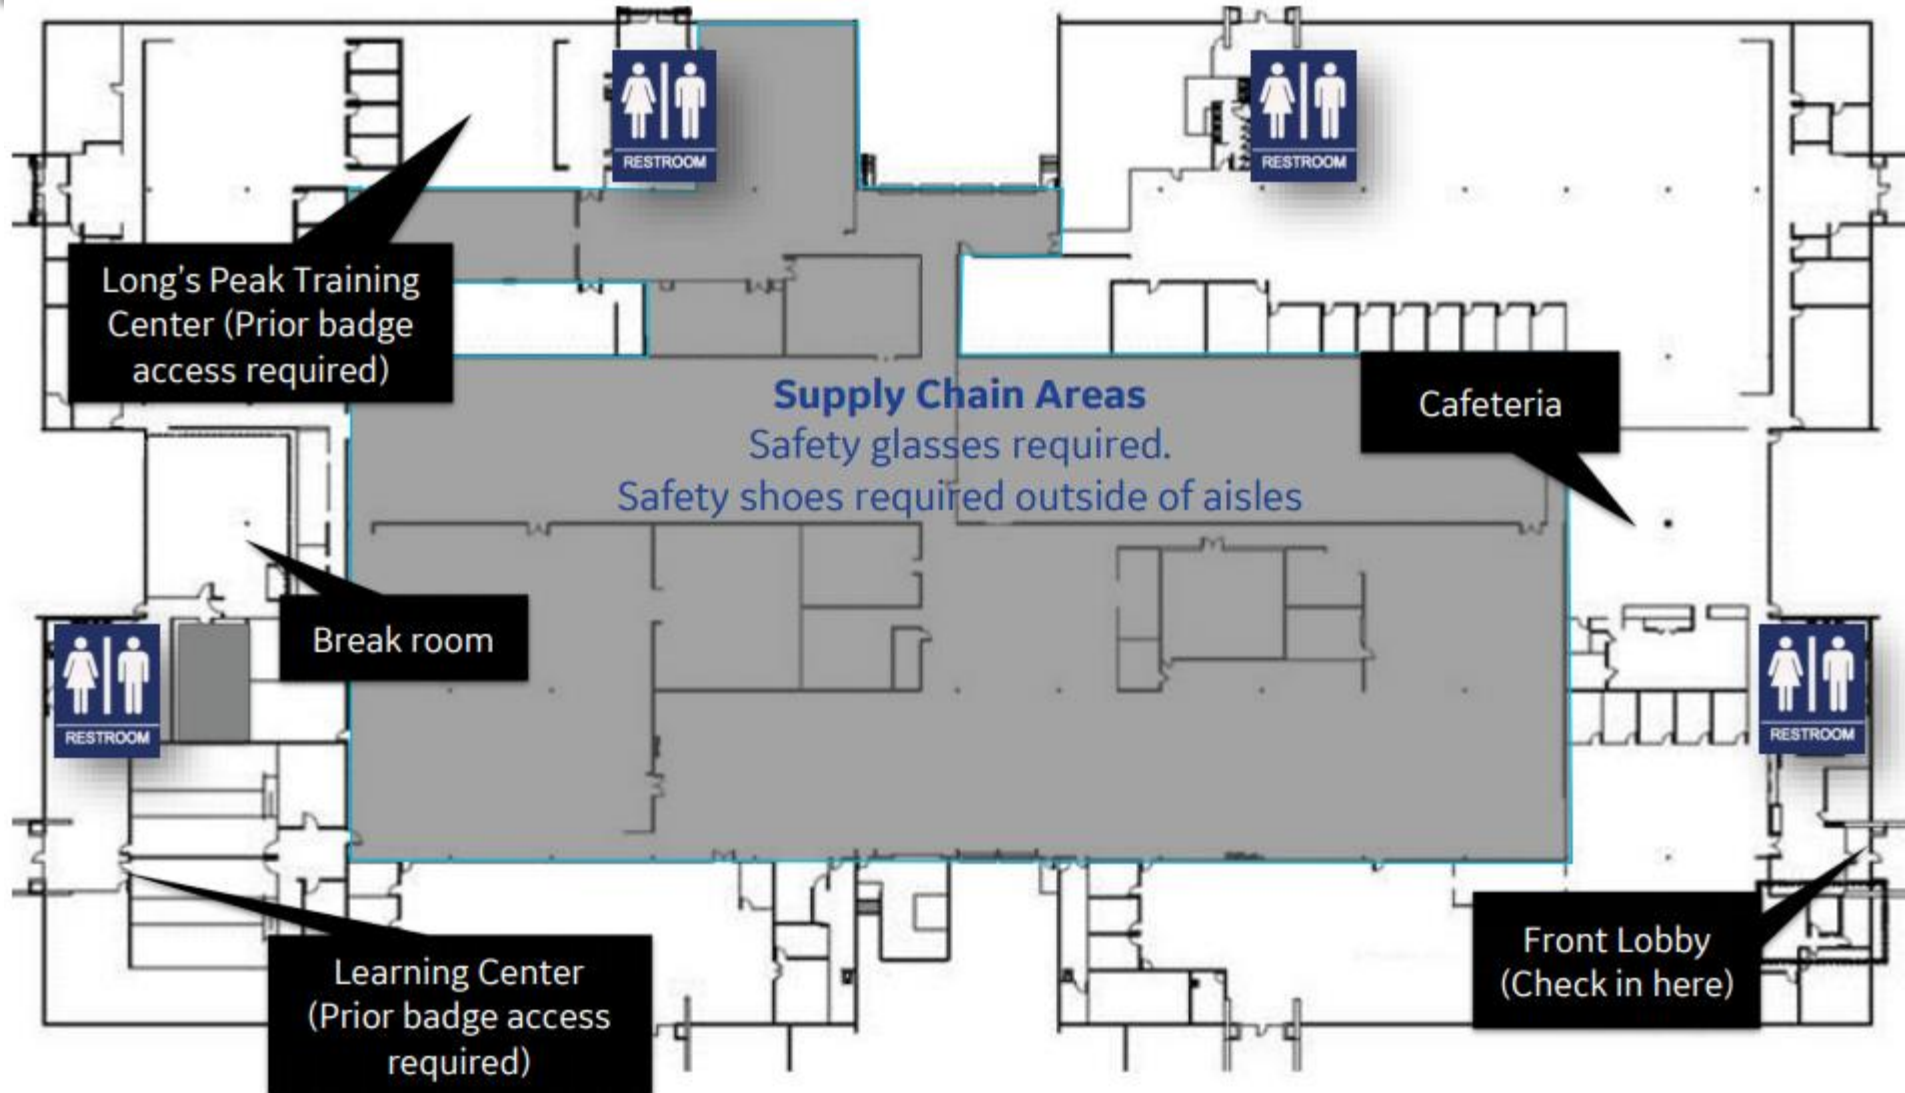 RESTROOM
RESTROOM
Long's Peak Training
Center (Prior badge
access required)
Supply Chain Areas
Safety glasses required.
Safety shoes required outside of aisles
Cafeteria
Break room
RESTROOM
RESTROOM
Learning Center
(Prior badge access
required)
Front Lobby
(Check in here)